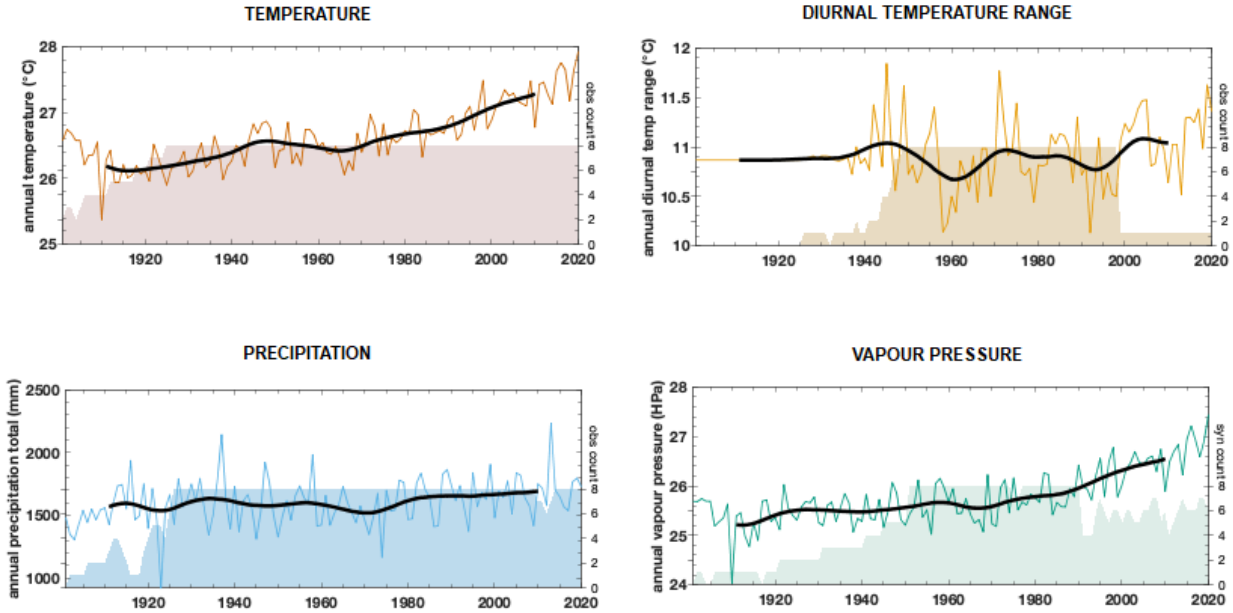 TEMPERATURE
28
27
26
25
annual temperature (°C)
8
6
4
2
0
obs count
1920 1940 1960 1980 2000 2020
DIURNAL TEMPERATURE RANGE
12
11.5
11
10.5
10
annual diurnal temp range (°C)
8
6
4
2
0
obs count
1920 1940 1960 1980 2000 2020
PRECIPITATION
2500
2000
1500
1000
annual precipitation total (mm)
8
6
4
2
0
obs count
1920 1940 1960 1980 2000 2020
VAPOUR PRESSURE
28
27
26
25
24
annual vapour pressure (HPa)
8
6
4
2
0
syn count
1920 1940 1960 1980 2000 2020